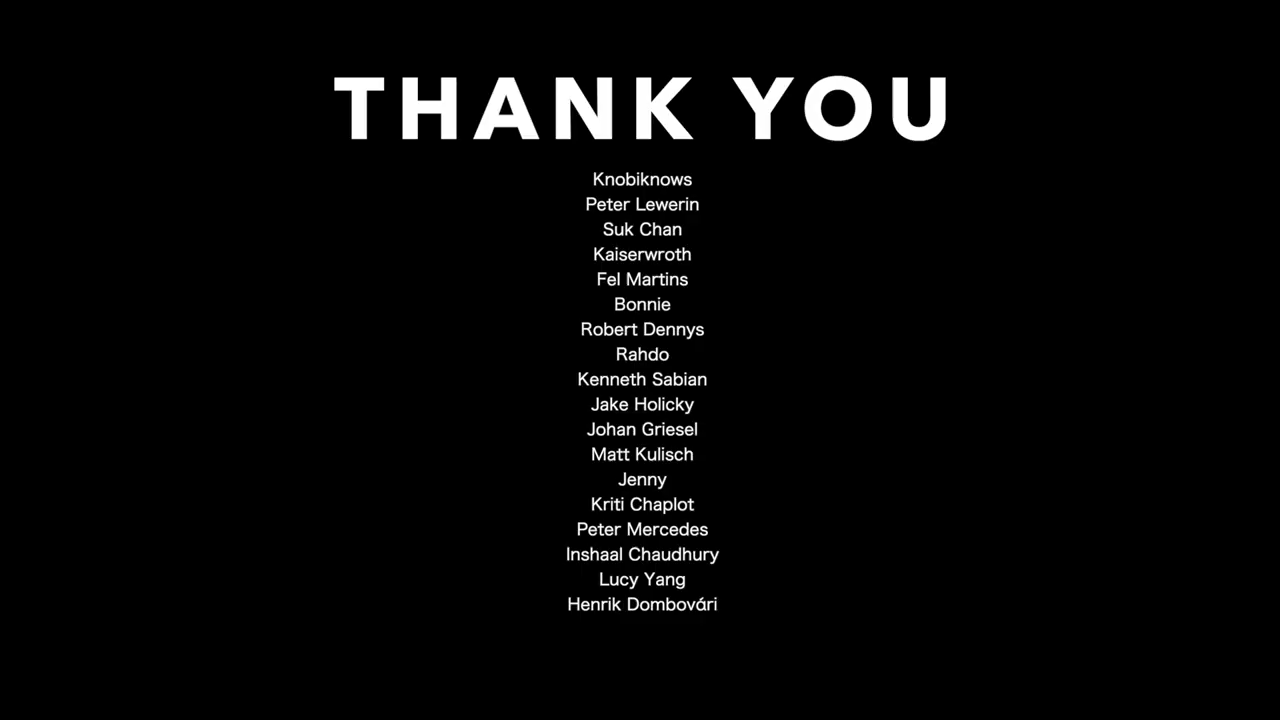 THANK YOU
Knobiknows
Peter Lewerin
Suk Chan
Kaiserwroth
Fel Martins
Bonnie
Robert Dennys
Rahdo
Kenneth Sabian
Jake Holicky
Johan Griesel
Matt Kulisch
Jenny
Kriti Chaplot
Peter Mercedes
Inshaal Chaudhury
Lucy Yang
Henrik Dombovári